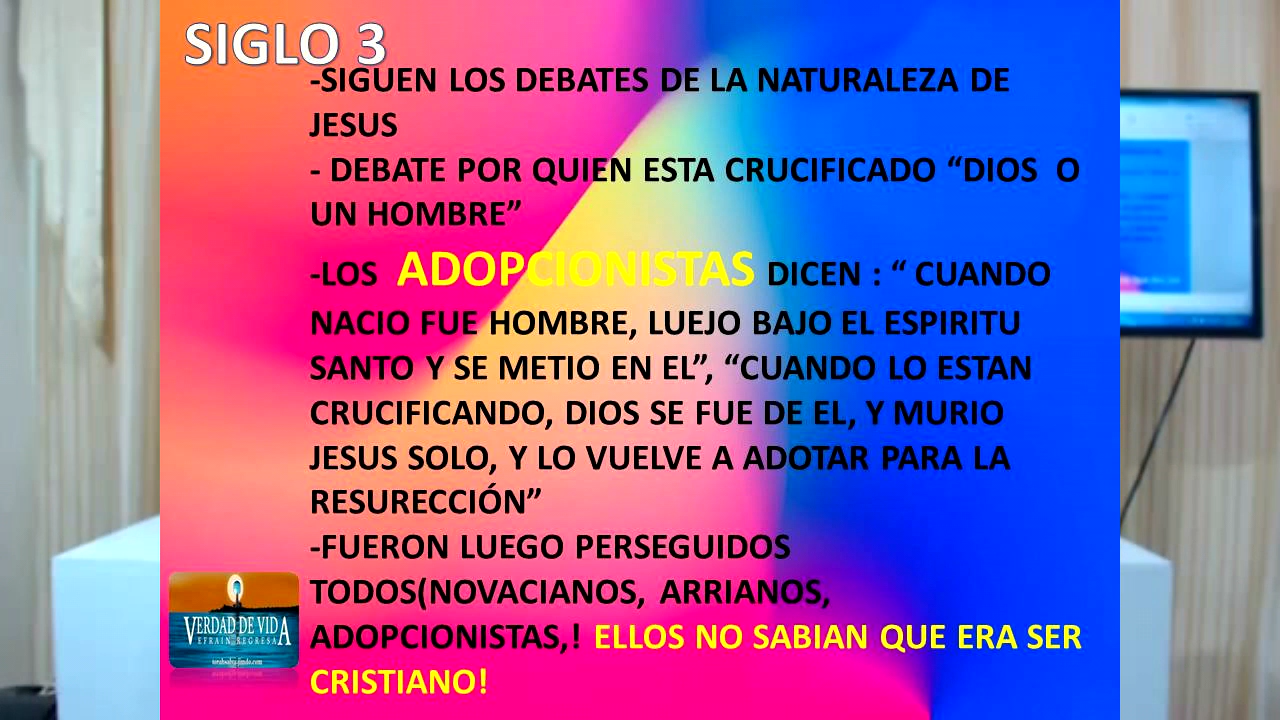 SIGLO 3
-SIGUEN LOS DEBATES DE LA NATURALEZA DE
JESUS
- DEBATE POR QUIEN ESTA CRUCIFICADO “DIOS O
UN HOMBRE”
-LOS ADOPCIONISTAS DICEN : “ CUANDO
NACIO FUE HOMBRE, LUEJO BAJO EL ESPIRITU
SANTO Y SE METIO EN EL”, “CUANDO LO ESTAN
CRUCIFICANDO, DIOS SE FUE DE EL, Y MURIO
JESUS SOLO, Y LO VUELVE A ADOTAR PARA LA
RESURECCIÓN”
-FUERON LUEGO PERSEGUIDOS
TODOS(NOVACIANOS, ARRIANOS,
ADOPCIONISTAS,! ELLOS NO SABIAN QUE ERA SER
CRISTIANO!
VERDAD DE VIDA
EFRAIN REGRESA